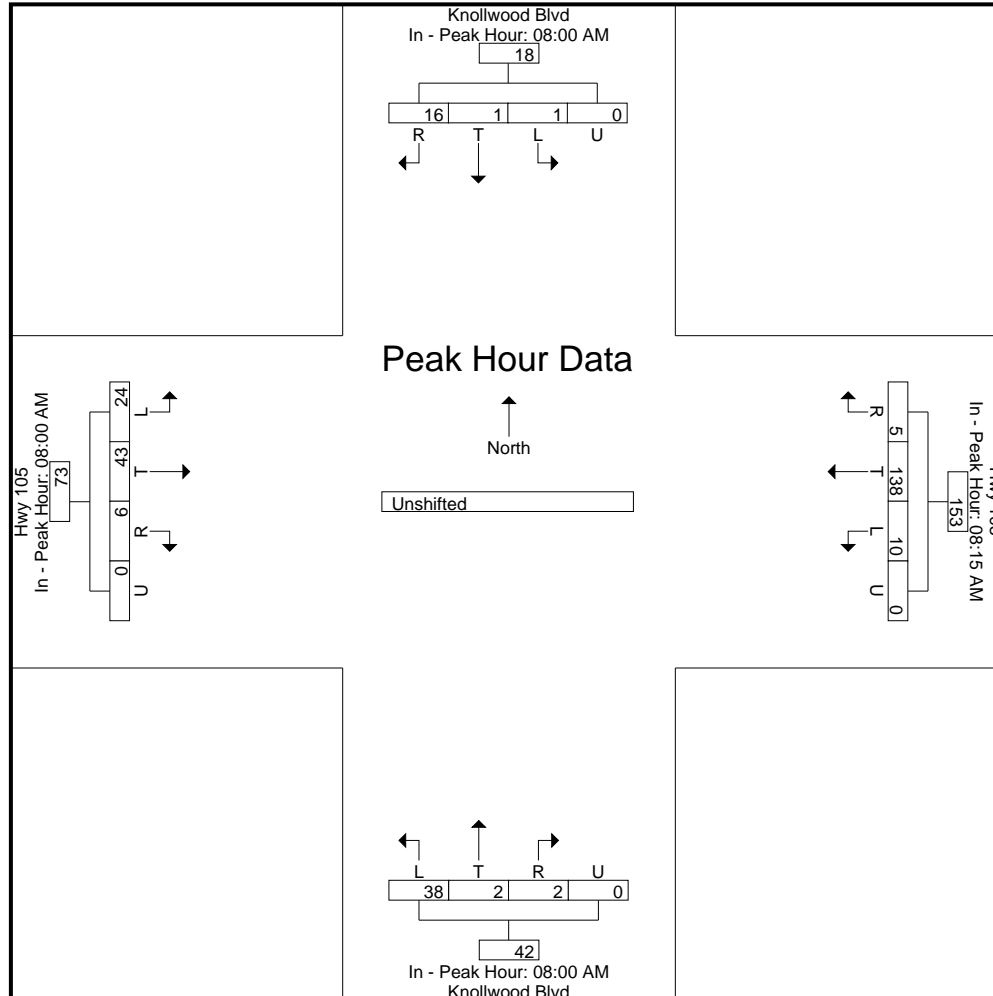 Knollwood Blvd
In - Peak Hour: 08:00 AM
18
16 1 1 0
R T L U
Peak Hour Data
North
Unshifted
Hwy 105
In - Peak Hour: 08:00 AM
73
24 43 6 0
L T R U
In - Peak Hour: 08:15 AM
153
5 138 10 0
R T L U
L T R U
38 2 2 0
42
In - Peak Hour: 08:00 AM
Knollwood Blvd